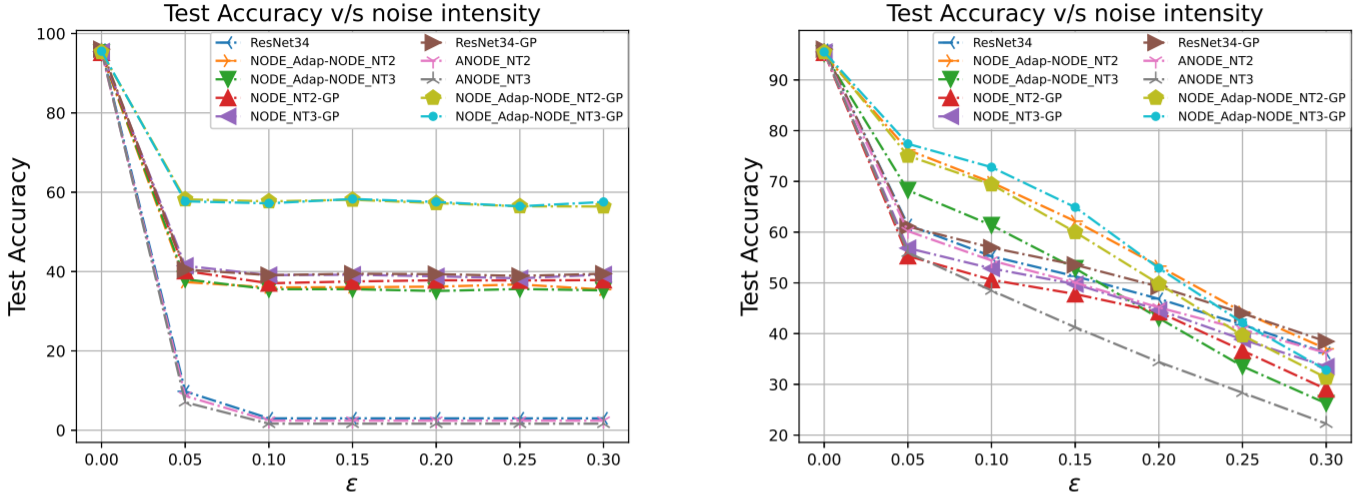 Test Accuracy v/s noise intensity
ResNet34
NODE_Adap-NODE_NT2
NODE_Adap-NODE_NT3
NODE_NT2-GP
NODE_NT3-GP
ResNet34-GP
ANODE_NT2
ANODE_NT3
NODE_Adap-NODE_NT2-GP
NODE_Adap-NODE_NT3-GP
Test Accuracy
100
80
60
40
20
0
0.00 0.05 0.10 0.15 0.20 0.25 0.30
ε
Test Accuracy v/s noise intensity
ResNet34
NODE_Adap-NODE_NT2
NODE_Adap-NODE_NT3
NODE_NT2-GP
NODE_NT3-GP
ResNet34-GP
ANODE_NT2
ANODE_NT3
NODE_Adap-NODE_NT2-GP
NODE_Adap-NODE_NT3-GP
Test Accuracy
90
80
70
60
50
40
30
20
0.00 0.05 0.10 0.15 0.20 0.25 0.30
ε